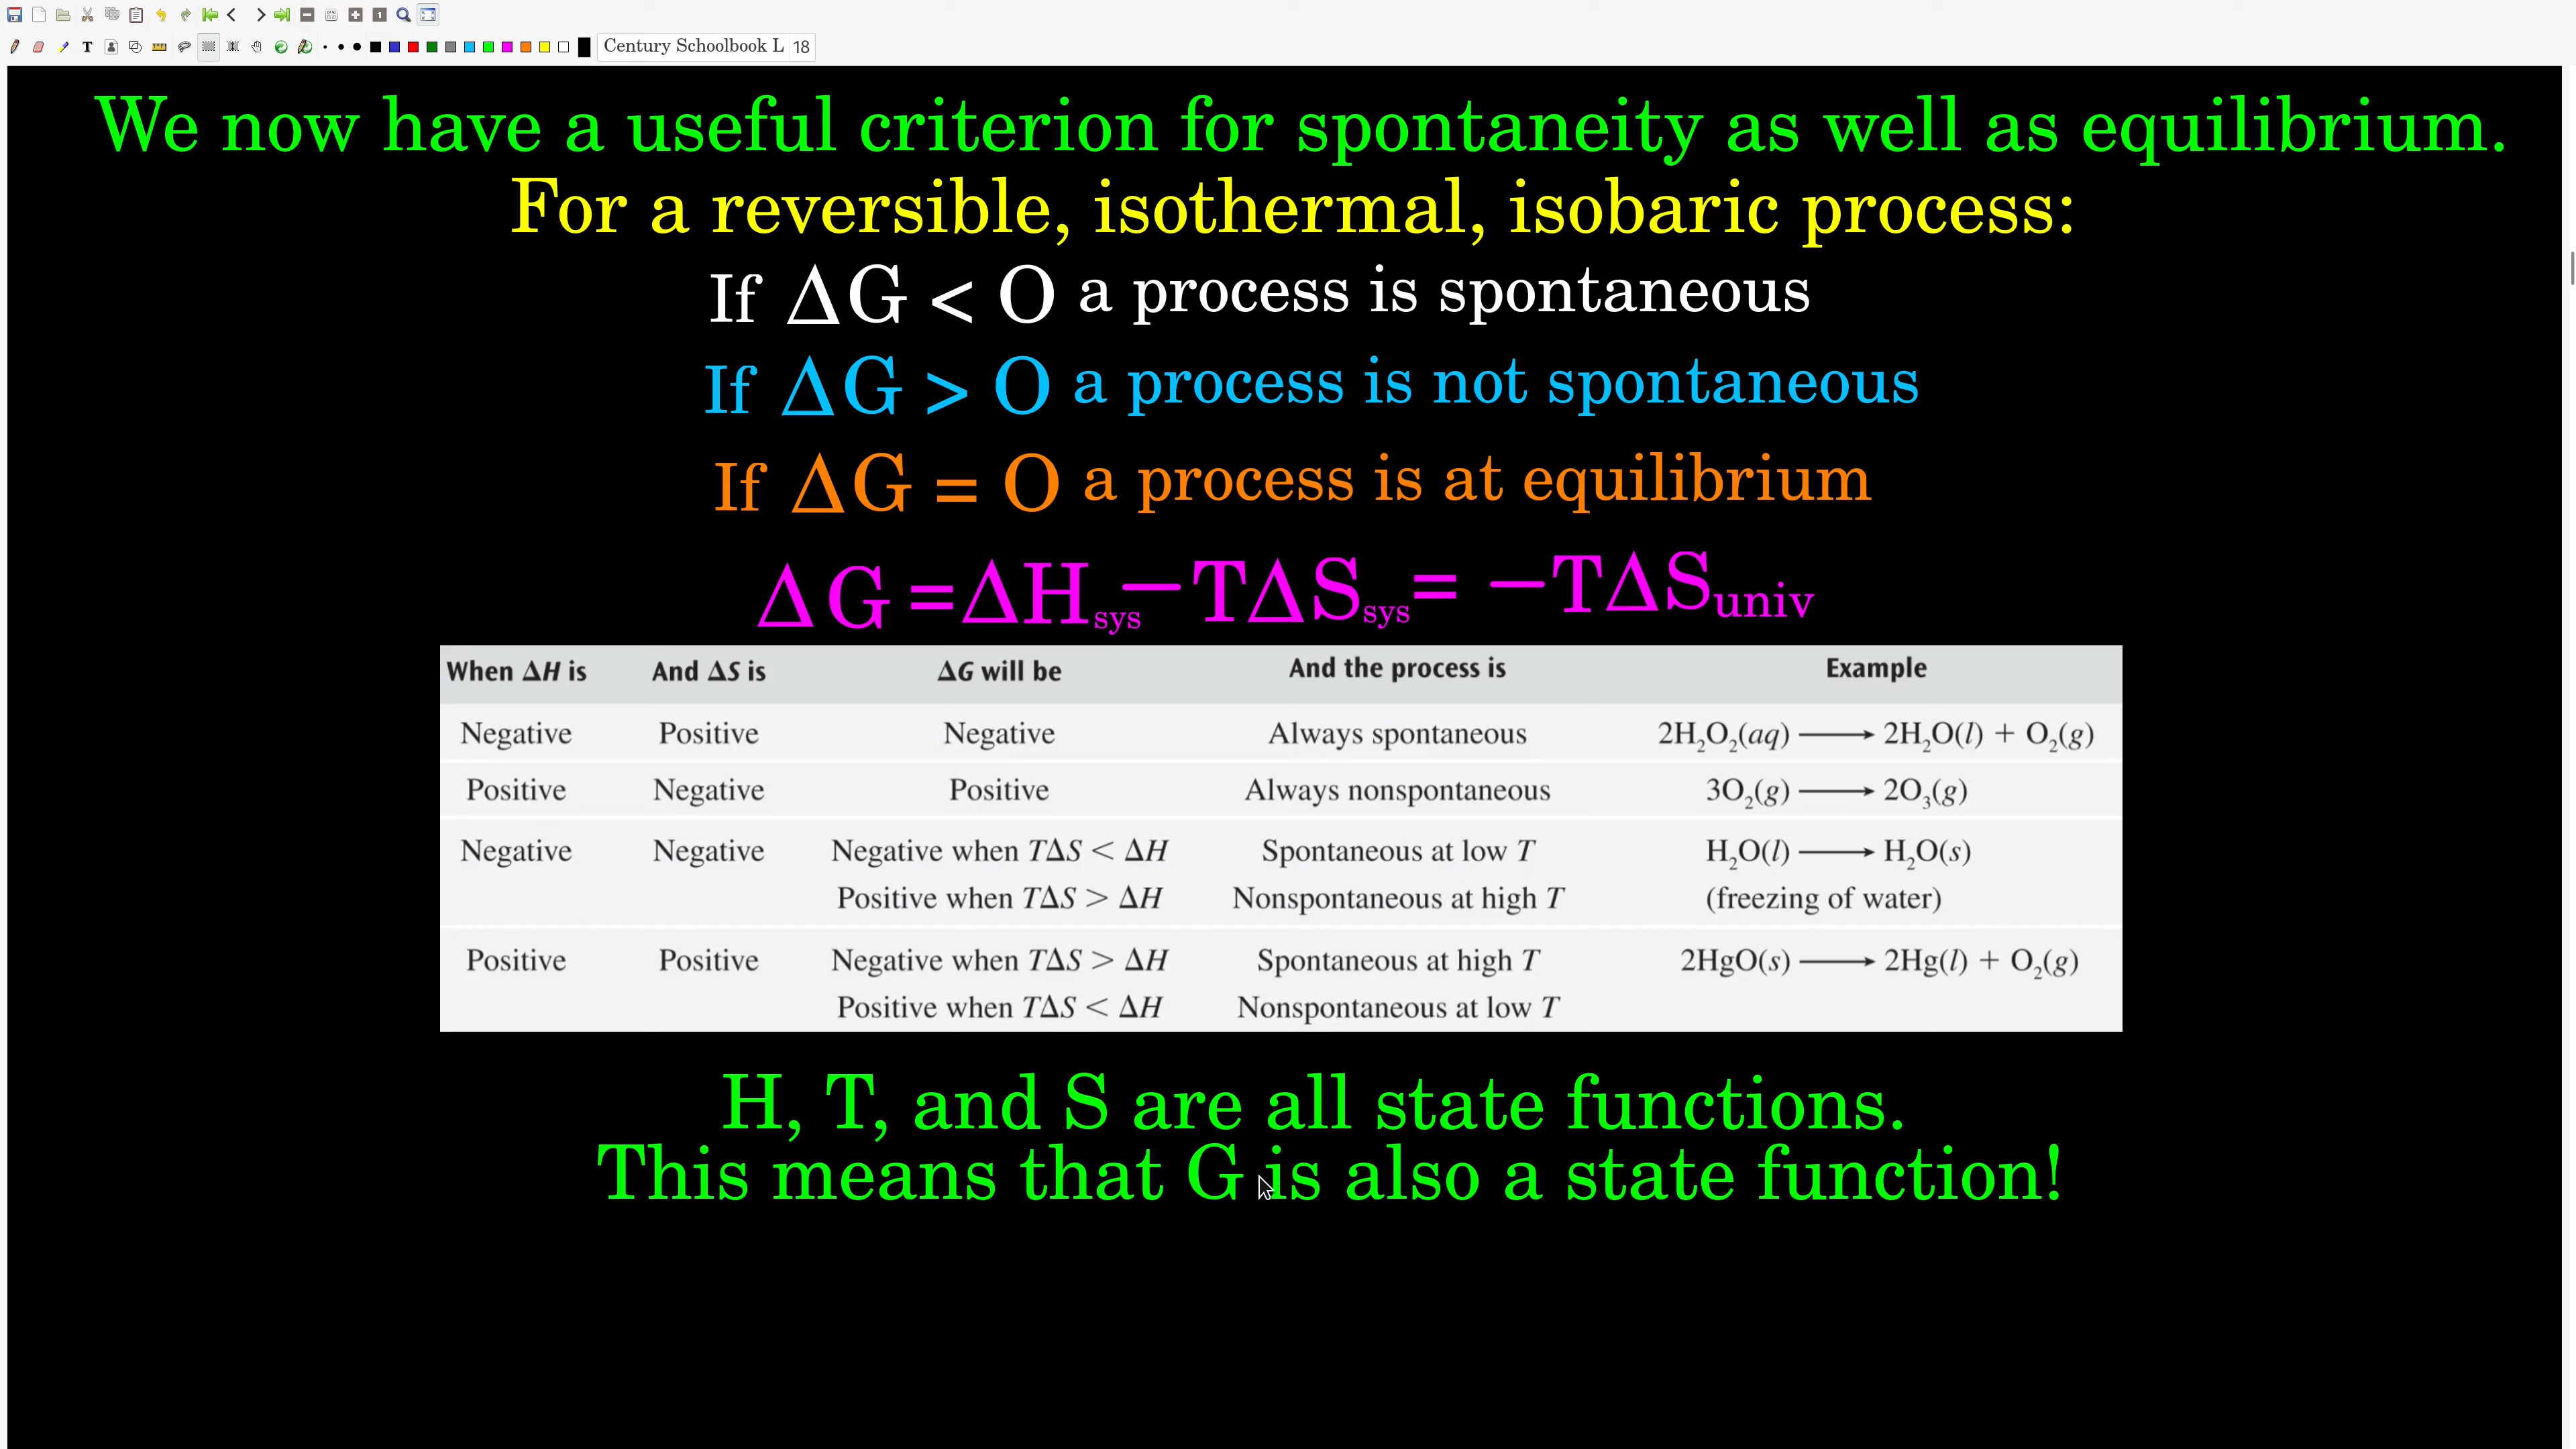 Century Schoolbook L 18
We now have a useful criterion for spontaneity as well as equilibrium.
For a reversible, isothermal, isobaric process:
If ΔG < O a process is spontaneous
If ΔG > O a process is not spontaneous
If ΔG = O a process is at equilibrium
ΔG =ΔH sys −TΔS sys = −TΔS univ
When ΔH is And ΔS is ΔG will be And the process is Example
Negative Positive Negative Always spontaneous 2H₂O₂(aq) ⟶ 2H₂O(l) + O₂(g)
Positive Negative Positive Always nonspontaneous 3O₂(g) ⟶ 2O₃(g)
Negative Negative Negative when TΔS < ΔH Spontaneous at low T H₂O(l) ⟶ H₂O(s)
Positive when TΔS > ΔH Nonspontaneous at high T (freezing of water)
Positive Positive Negative when TΔS > ΔH Spontaneous at high T 2HgO(s) ⟶ 2Hg(l) + O₂(g)
Positive when TΔS < ΔH Nonspontaneous at low T
H, T, and S are all state functions.
This means that G is also a state function!